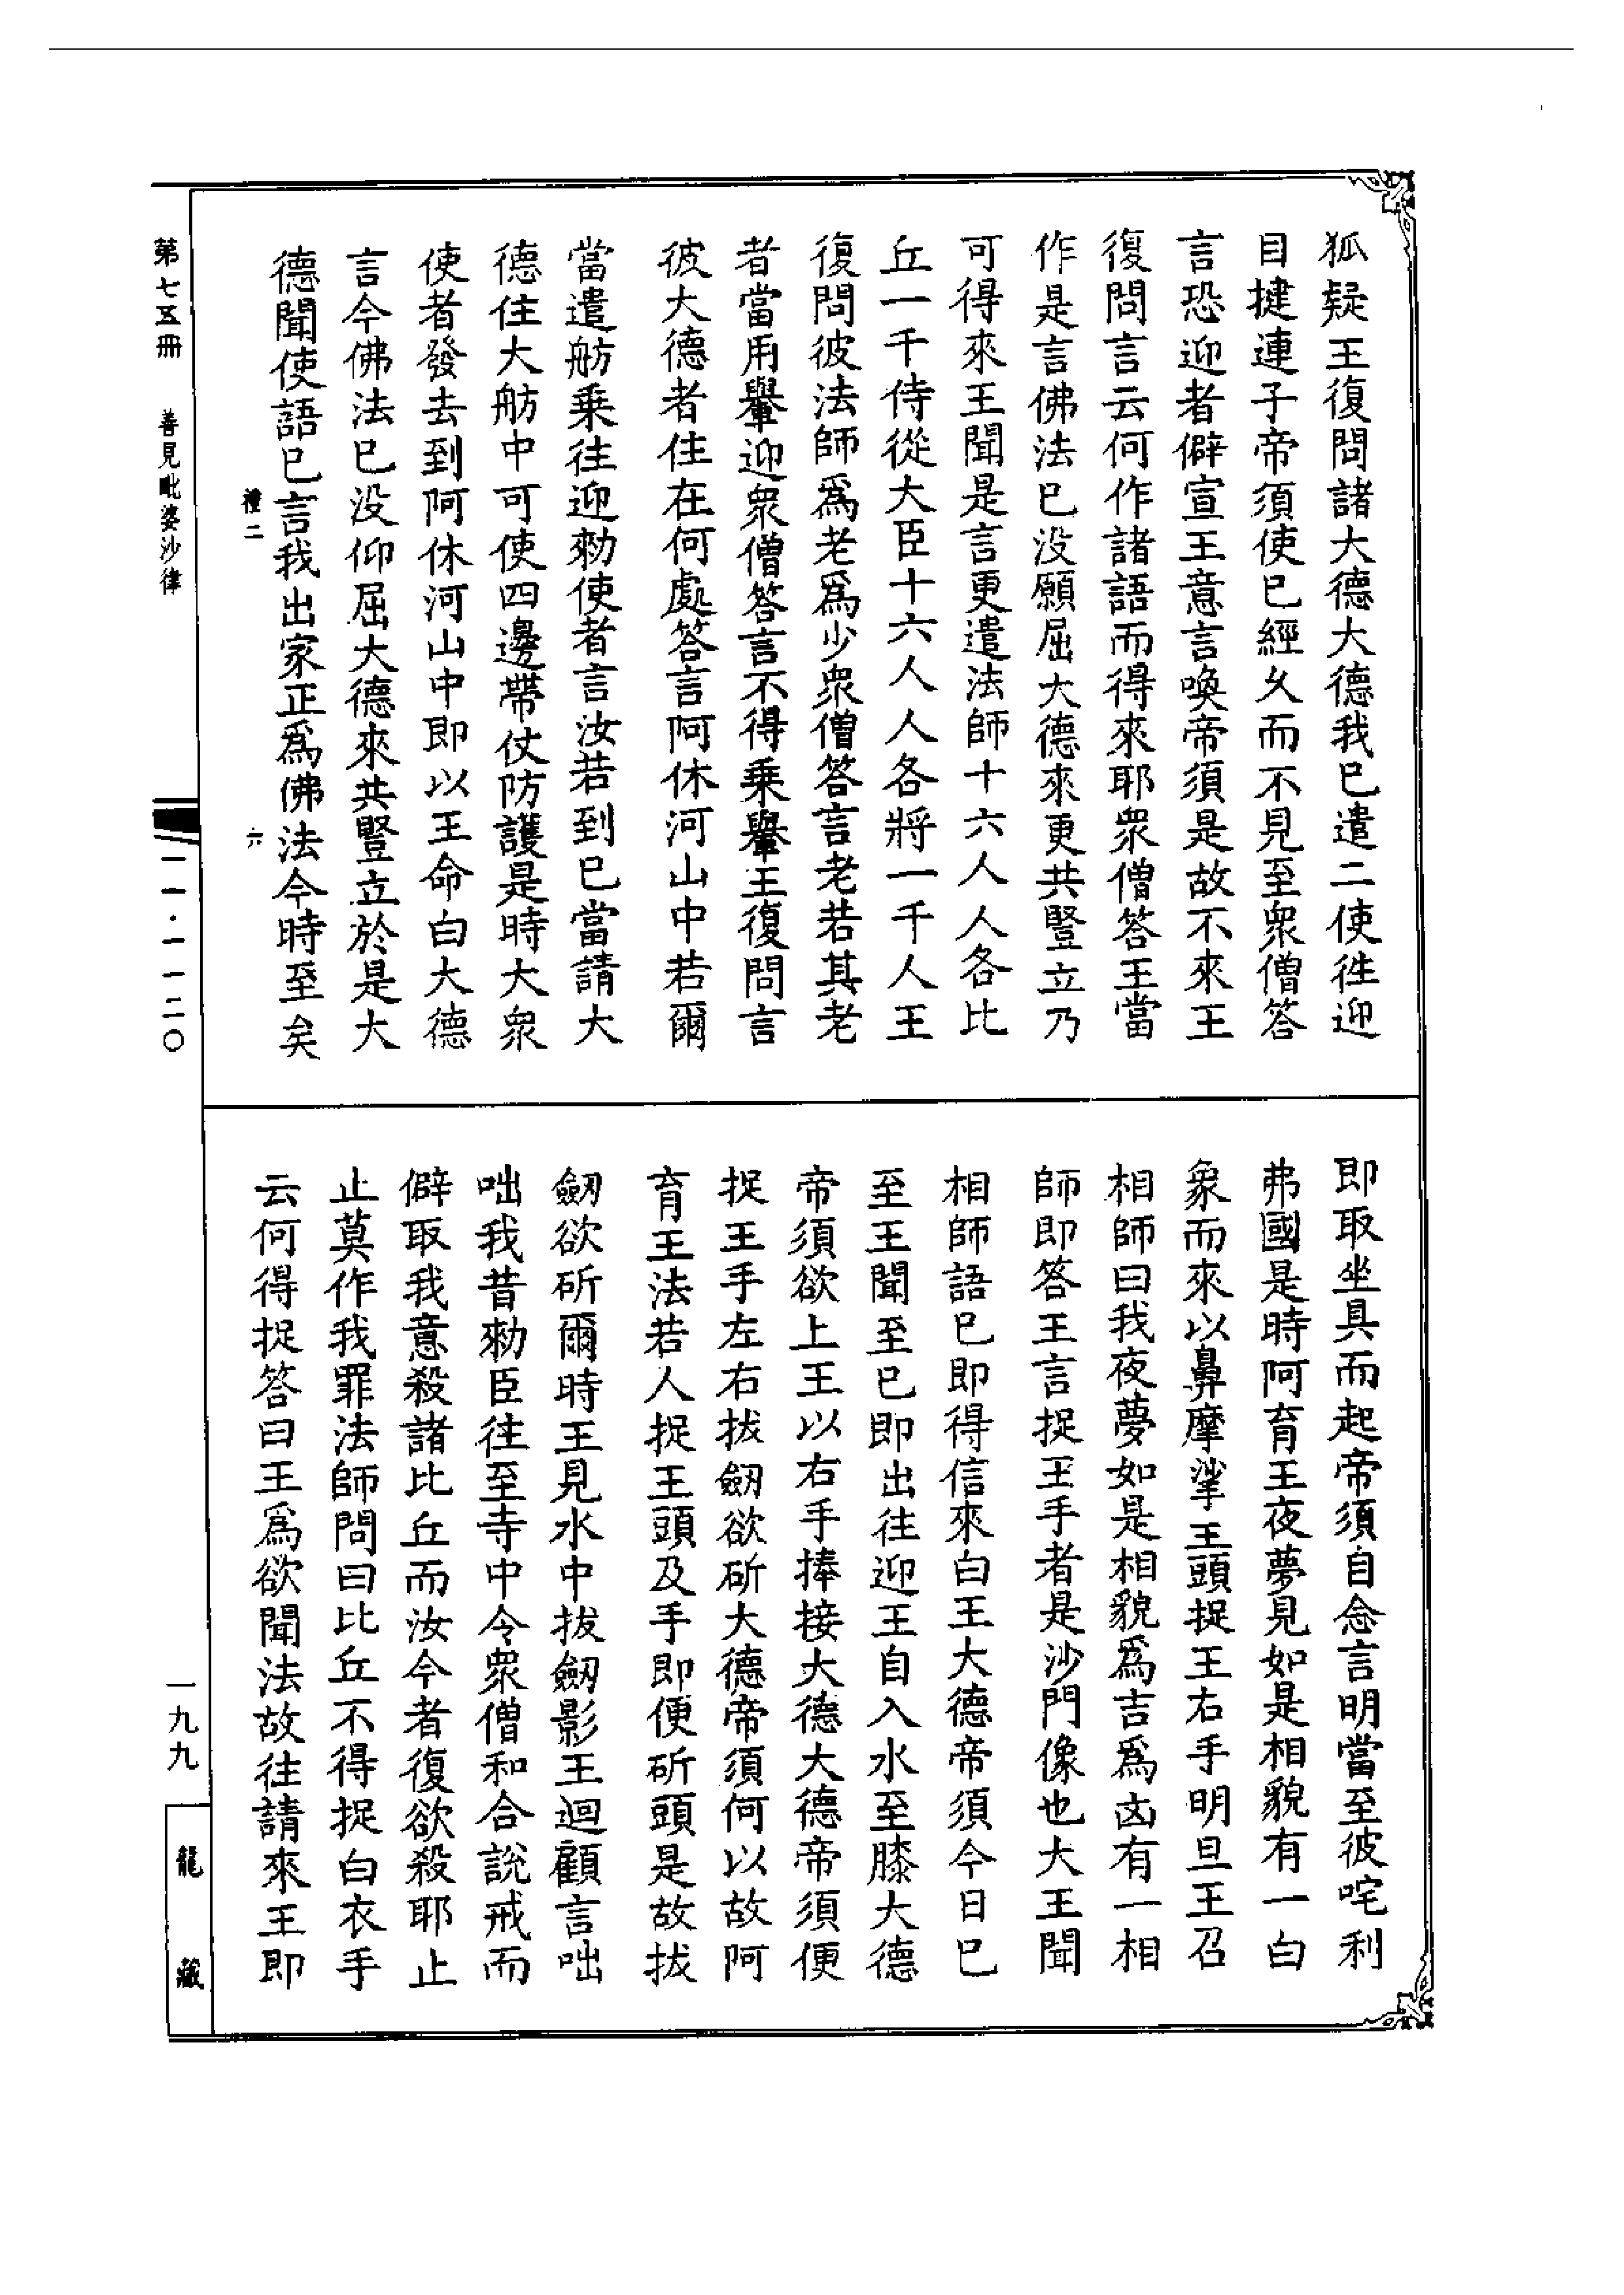 狐疑王復問諸大德大德我已遣二使往迎
目揵連子帝須使已經乆而不見至衆僧答
言恐迎者僻宣王意言喚帝須是故不來王
復問言云何作諸語而得來耶衆僧答王當
作是言佛法已没願屈大德來更共豎立乃
可得來王聞是言更遣法師十六人人各比
丘一千侍從大臣十六人人各將一千人王
復問彼法師爲老爲少衆僧答言老若其老
者當用轝迎衆僧答言不得乗轝王復問言
彼大德者住在何處答言阿休河山中若爾
當遣舫乗往迎勑使者言汝若到已當請大
德住大舫中可使四邊帶仗防護是時大衆
使者發去到阿休河山中即以王命白大德
言今佛法已没仰屈大德來共豎立於是大
德聞使語已言我出家正爲佛法今時至矣
即取坐具而起帝須自念言明當至彼咤利
弗國是時阿育王夜夢見如是相貌有一白
象而來以鼻摩挲王頭捉王右手明旦王召
相師曰我夜夢如是相貌爲吉爲凶有一相
師即答王言捉王手者是沙門像也大王聞
相師語已即得信來白王大德帝須今日已
至王聞至已即出往迎王自入水至膝大德
帝須欲上王以右手捧接大德大德帝須便
捉王手左右拔劒欲斫大德帝須何以故阿
育王法若人捉王頭及手即便斫頭是故拔
劒欲斫爾時王見水中拔劒影王迴顧言咄
咄我昔勑臣往至寺中令衆僧和合說戒而
僻取我意殺諸比丘而汝今者復欲殺耶止
止莫作我罪法師問曰比丘不得捉白衣手
云何得捉答曰王爲欲聞法故往請來王即
禮二
六
第七五冊
善見毗婆沙律
一一·一一二〇
一九九
龍藏